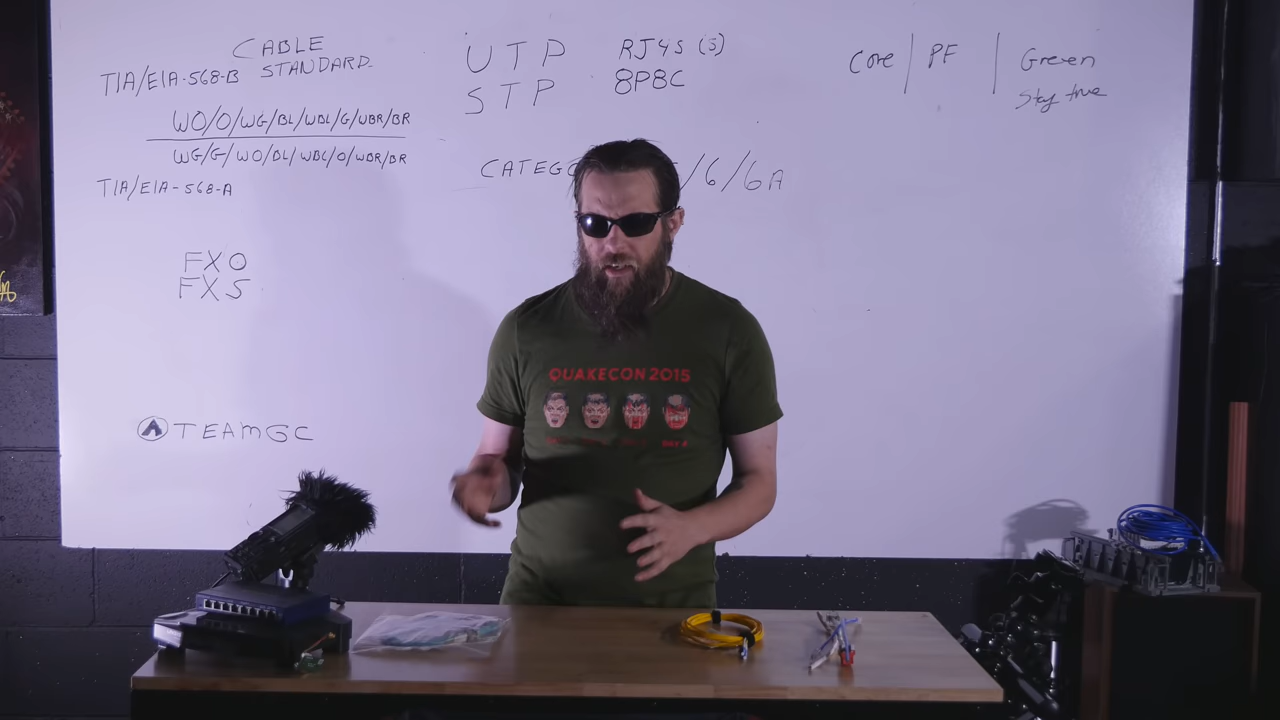 CABLE
STANDARD
TIA/EIA-568-B
WO/O/WG/BL/WBL/G/WBR/BR
WG/G/WO/BL/WBL/O/WBR/BR
TIA/EIA-568-A
FXO
FXS
TEAMGC
UTP
STP
RJ45 (S)
8P8C
CATEGO
/6/6A
Core | PF | Green
Stay true
QUAKECON 2015